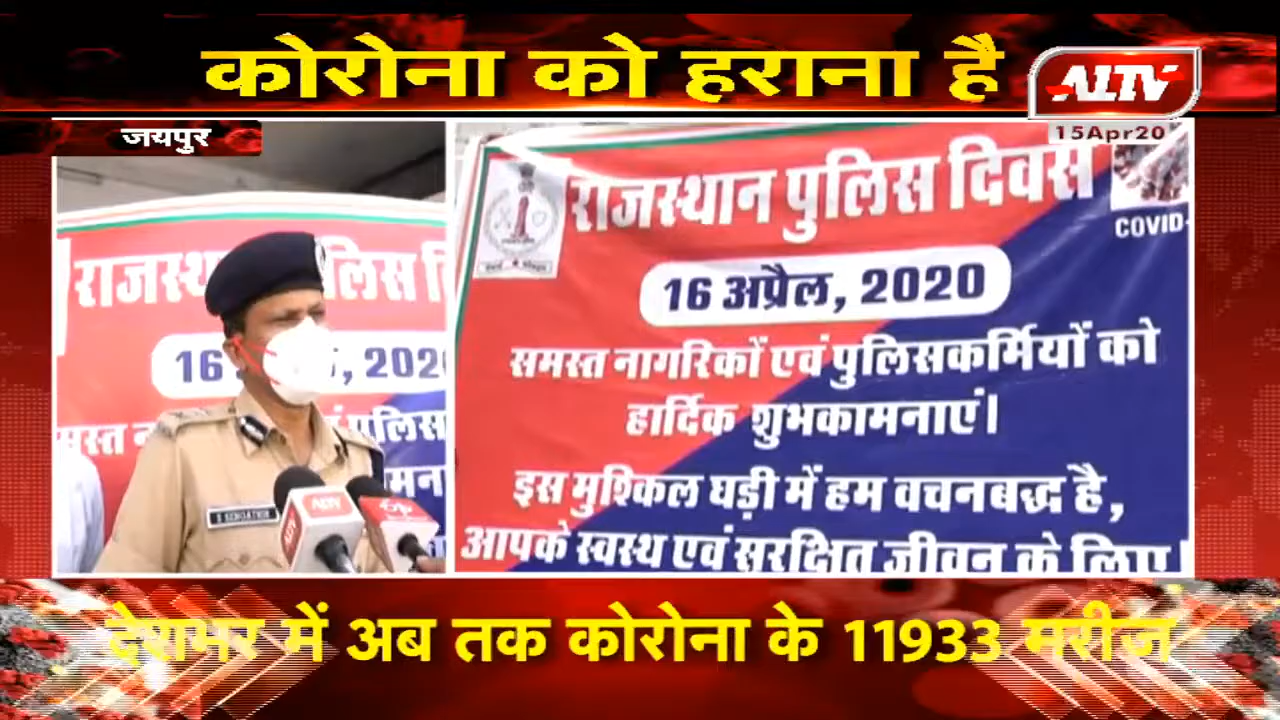 कोरोना को हराना है
ALTV
15Apr20
जयपुर
राजस्थान पुलिस दिवस
COVID-
16 अप्रैल, 2020
समस्त नागरिकों एवं पुलिसकर्मियों को
हार्दिक शुभकामनाएं।
इस मुश्किल घड़ी में हम वचनबद्ध है,
आपके स्वस्थ एवं सुरक्षित जीवन के लिए
ALTV
देशभर में अब तक कोरोना के 11933 मरीज